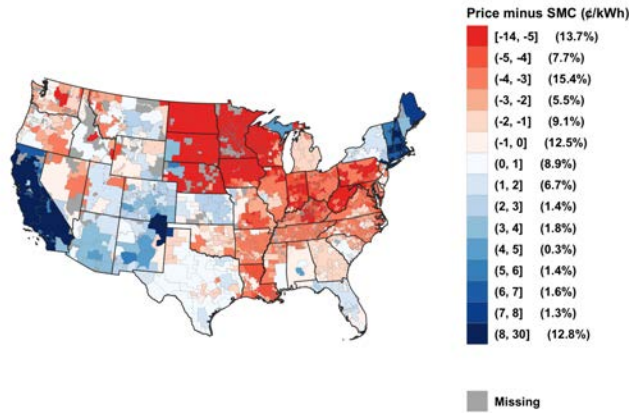 Price minus SMC (¢/kWh)
[-14, -5] (13.7%)
(-5, -4] (7.7%)
(-4, -3] (15.4%)
(-3, -2] (5.5%)
(-2, -1] (9.1%)
(-1, 0] (12.5%)
(0, 1] (8.9%)
(1, 2] (6.7%)
(2, 3] (1.4%)
(3, 4] (1.8%)
(4, 5] (0.3%)
(5, 6] (1.4%)
(6, 7] (1.6%)
(7, 8] (1.3%)
(8, 30] (12.8%)
Missing